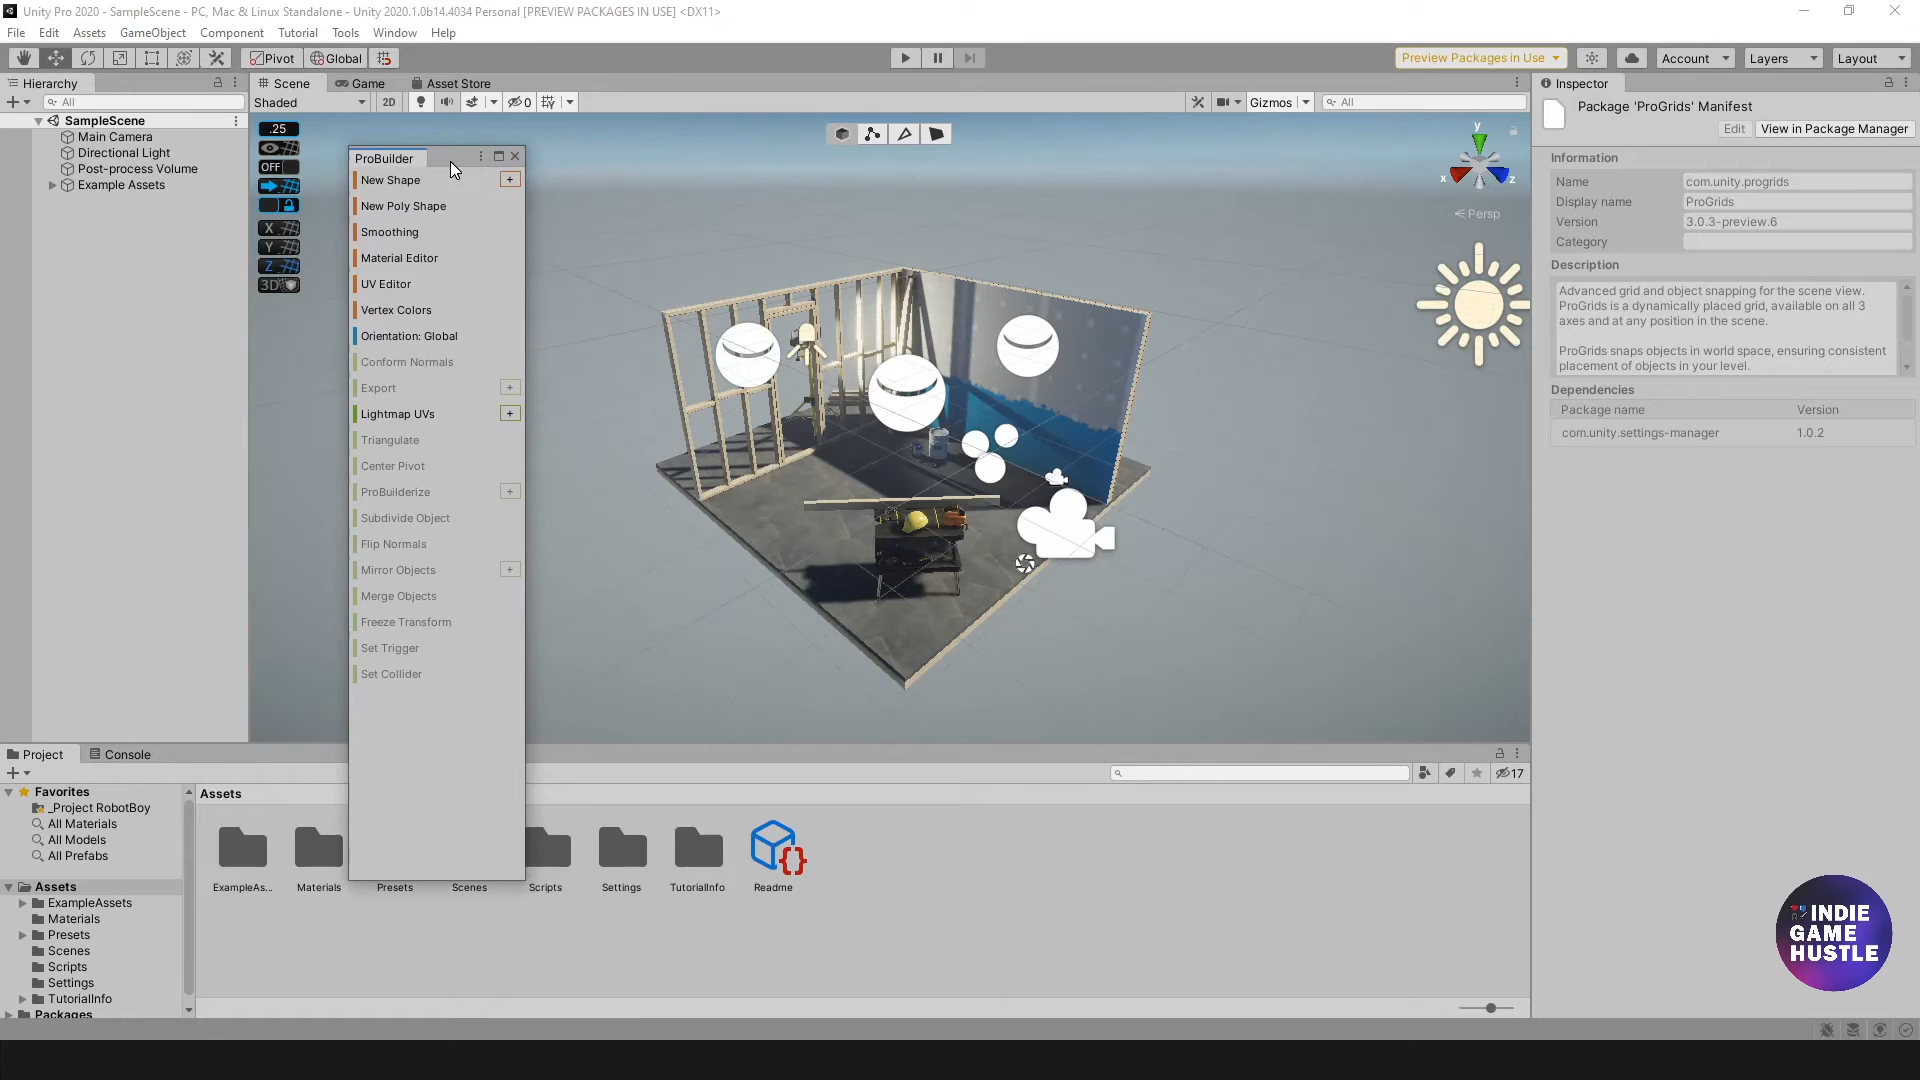 Unity Pro 2020 - SampleScene - PC, Mac & Linux Standalone - Unity 2020.1.0b14.4034 Personal [PREVIEW PACKAGES IN USE] <DX11>
File Edit Assets GameObject Component Tutorial Tools Window Help
Pivot Global Preview Packages in Use Account Layers Layout
Hierarchy Scene Game Asset Store Inspector
All Shaded 2D 0 Gizmos All
Package 'ProGrids' Manifest
Edit View in Package Manager
SampleScene
Main Camera
Directional Light
Post-process Volume
Example Assets
.25
OFF
X
Y
Z
3D
ProBuilder
New Shape +
New Poly Shape
Smoothing
Material Editor
UV Editor
Vertex Colors
Orientation: Global
Conform Normals
Export +
Lightmap UVs +
Triangulate
Center Pivot
ProBuilderize +
Subdivide Object
Flip Normals
Mirror Objects +
Merge Objects
Freeze Transform
Set Trigger
Set Collider
y
x z
Persp
Information
Name com.unity.progrids
Display name ProGrids
Version 3.0.3-preview.6
Category
Description
Advanced grid and object snapping for the scene view.
ProGrids is a dynamically placed grid, available on all 3
axes and at any position in the scene.
ProGrids snaps objects in world space, ensuring consistent
placement of objects in your level.
Dependencies
Package name Version
com.unity.settings-manager 1.0.2
Project Console
17
Favorites
_Project RobotBoy
All Materials
All Models
All Prefabs
Assets
ExampleAssets
Materials
Presets
Scenes
Scripts
Settings
TutorialInfo
Packages
Assets
ExampleAs... Materials Presets Scenes Scripts Settings TutorialInfo Readme
INDIE
GAME
HUSTLE